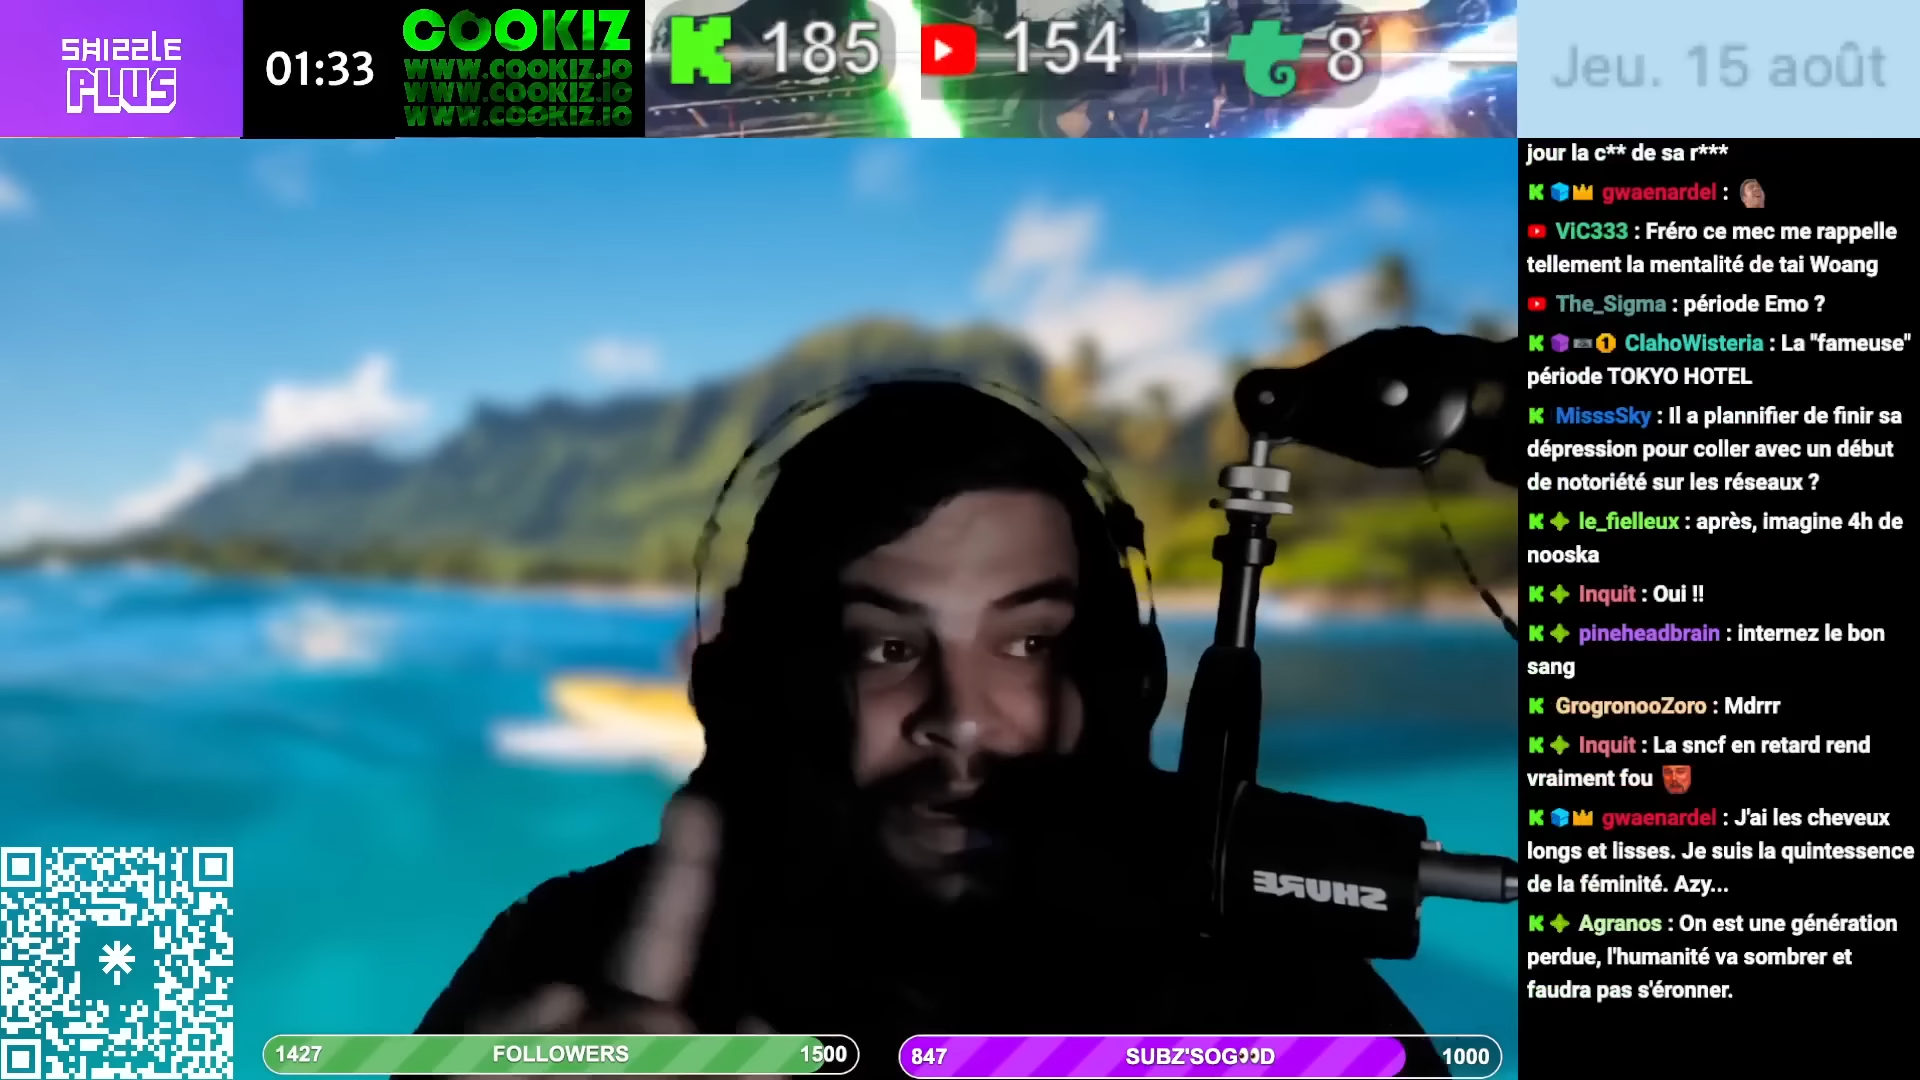 SHIZZLE
PLUS
01:33
COOKIZ
WWW.COOKIZ.IO
WWW.COOKIZ.IO
WWW.COOKIZ.IO
185
154
8
Jeu. 15 août
jour la c** de sa r***
gwaenardel :
ViC333 : Fréro ce mec me rappelle
tellement la mentalité de tai Woang
The_Sigma : période Emo ?
ClahoWisteria : La "fameuse"
période TOKYO HOTEL
MisssSky : Il a plannifier de finir sa
dépression pour coller avec un début
de notoriété sur les réseaux ?
le_fielleux : après, imagine 4h de
nooska
Inquit : Oui !!
pineheadbrain : internez le bon
sang
GrogronooZoro : Mdrrr
Inquit : La sncf en retard rend
vraiment fou
gwaenardel : J'ai les cheveux
longs et lisses. Je suis la quintessence
de la féminité. Azy...
Agranos : On est une génération
perdue, l'humanité va sombrer et
faudra pas s'éronner.
SHURE
1427 FOLLOWERS 1500
847 SUBZ'SOG👀D 1000